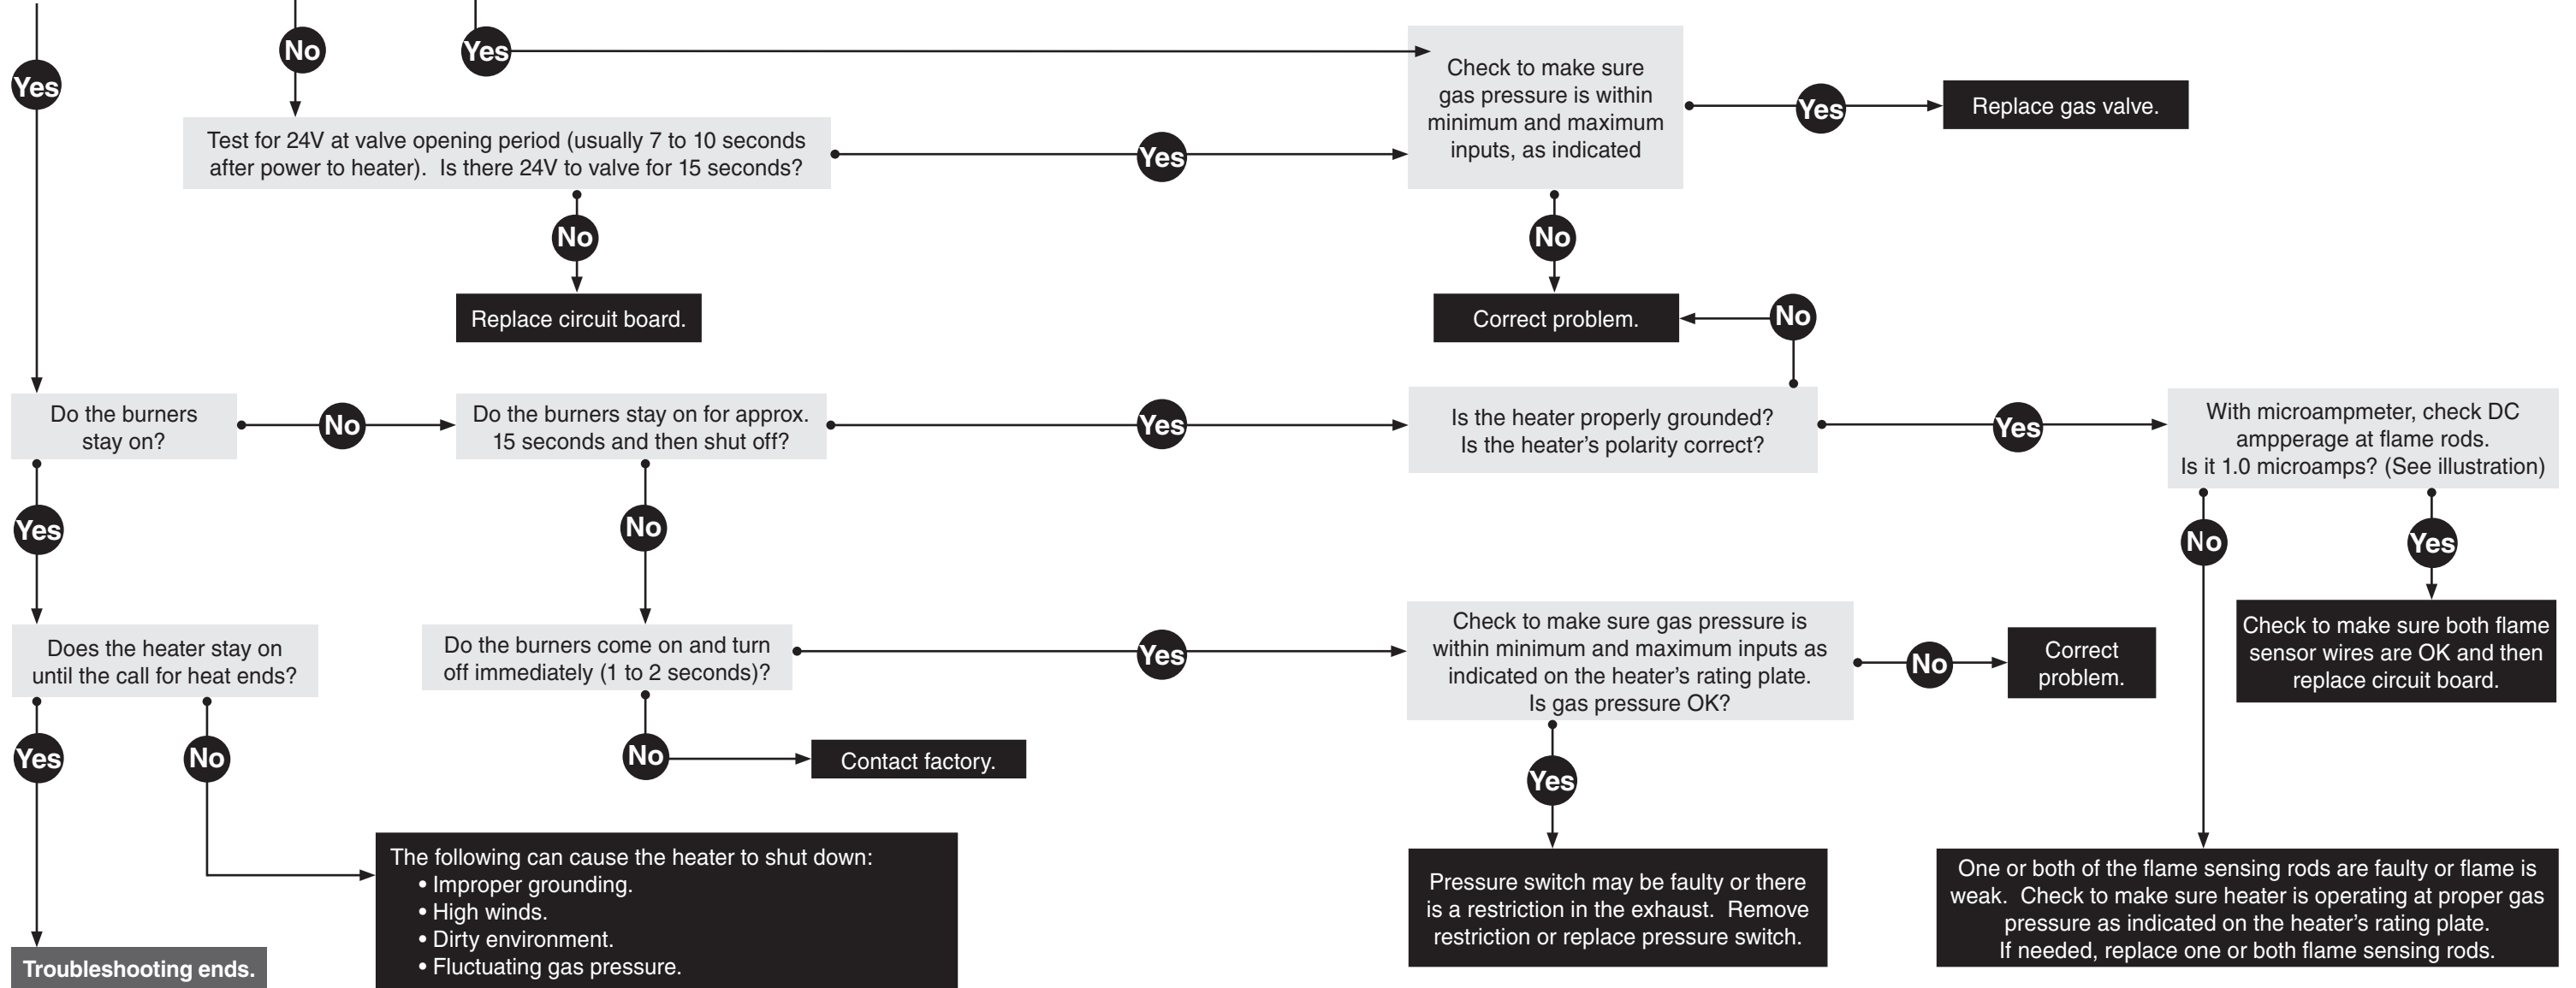 No
Yes
Yes
Check to make sure
gas pressure is within
minimum and maximum
inputs, as indicated
Yes
Replace gas valve.
Test for 24V at valve opening period (usually 7 to 10 seconds
after power to heater).  Is there 24V to valve for 15 seconds?
Yes
No
No
Replace circuit board.
Correct problem.
No
Do the burners
stay on?
No
Do the burners stay on for approx.
15 seconds and then shut off?
Yes
Is the heater properly grounded?
Is the heater’s polarity correct?
Yes
With microampmeter, check DC
ampperage at flame rods.
Is it 1.0 microamps? (See illustration)
Yes
No
No
Yes
Check to make sure both flame
sensor wires are OK and then
replace circuit board.
Does the heater stay on
until the call for heat ends?
Do the burners come on and turn
off immediately (1 to 2 seconds)?
Yes
Check to make sure gas pressure is
within minimum and maximum inputs as
indicated on the heater’s rating plate.
Is gas pressure OK?
No
Correct
problem.
Yes
No
No
Contact factory.
Yes
The following can cause the heater to shut down:
• Improper grounding.
• High winds.
• Dirty environment.
• Fluctuating gas pressure.
Pressure switch may be faulty or there
is a restriction in the exhaust.  Remove
restriction or replace pressure switch.
One or both of the flame sensing rods are faulty or flame is
weak.  Check to make sure heater is operating at proper gas
pressure as indicated on the heater’s rating plate.
If needed, replace one or both flame sensing rods.
Troubleshooting ends.